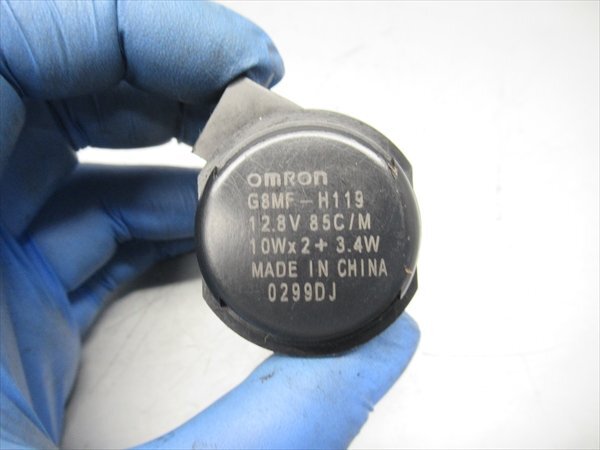 OMRON
G8MF-H119
12.8V 85C/M
10Wx2+3.4W
MADE IN CHINA
0299DJ